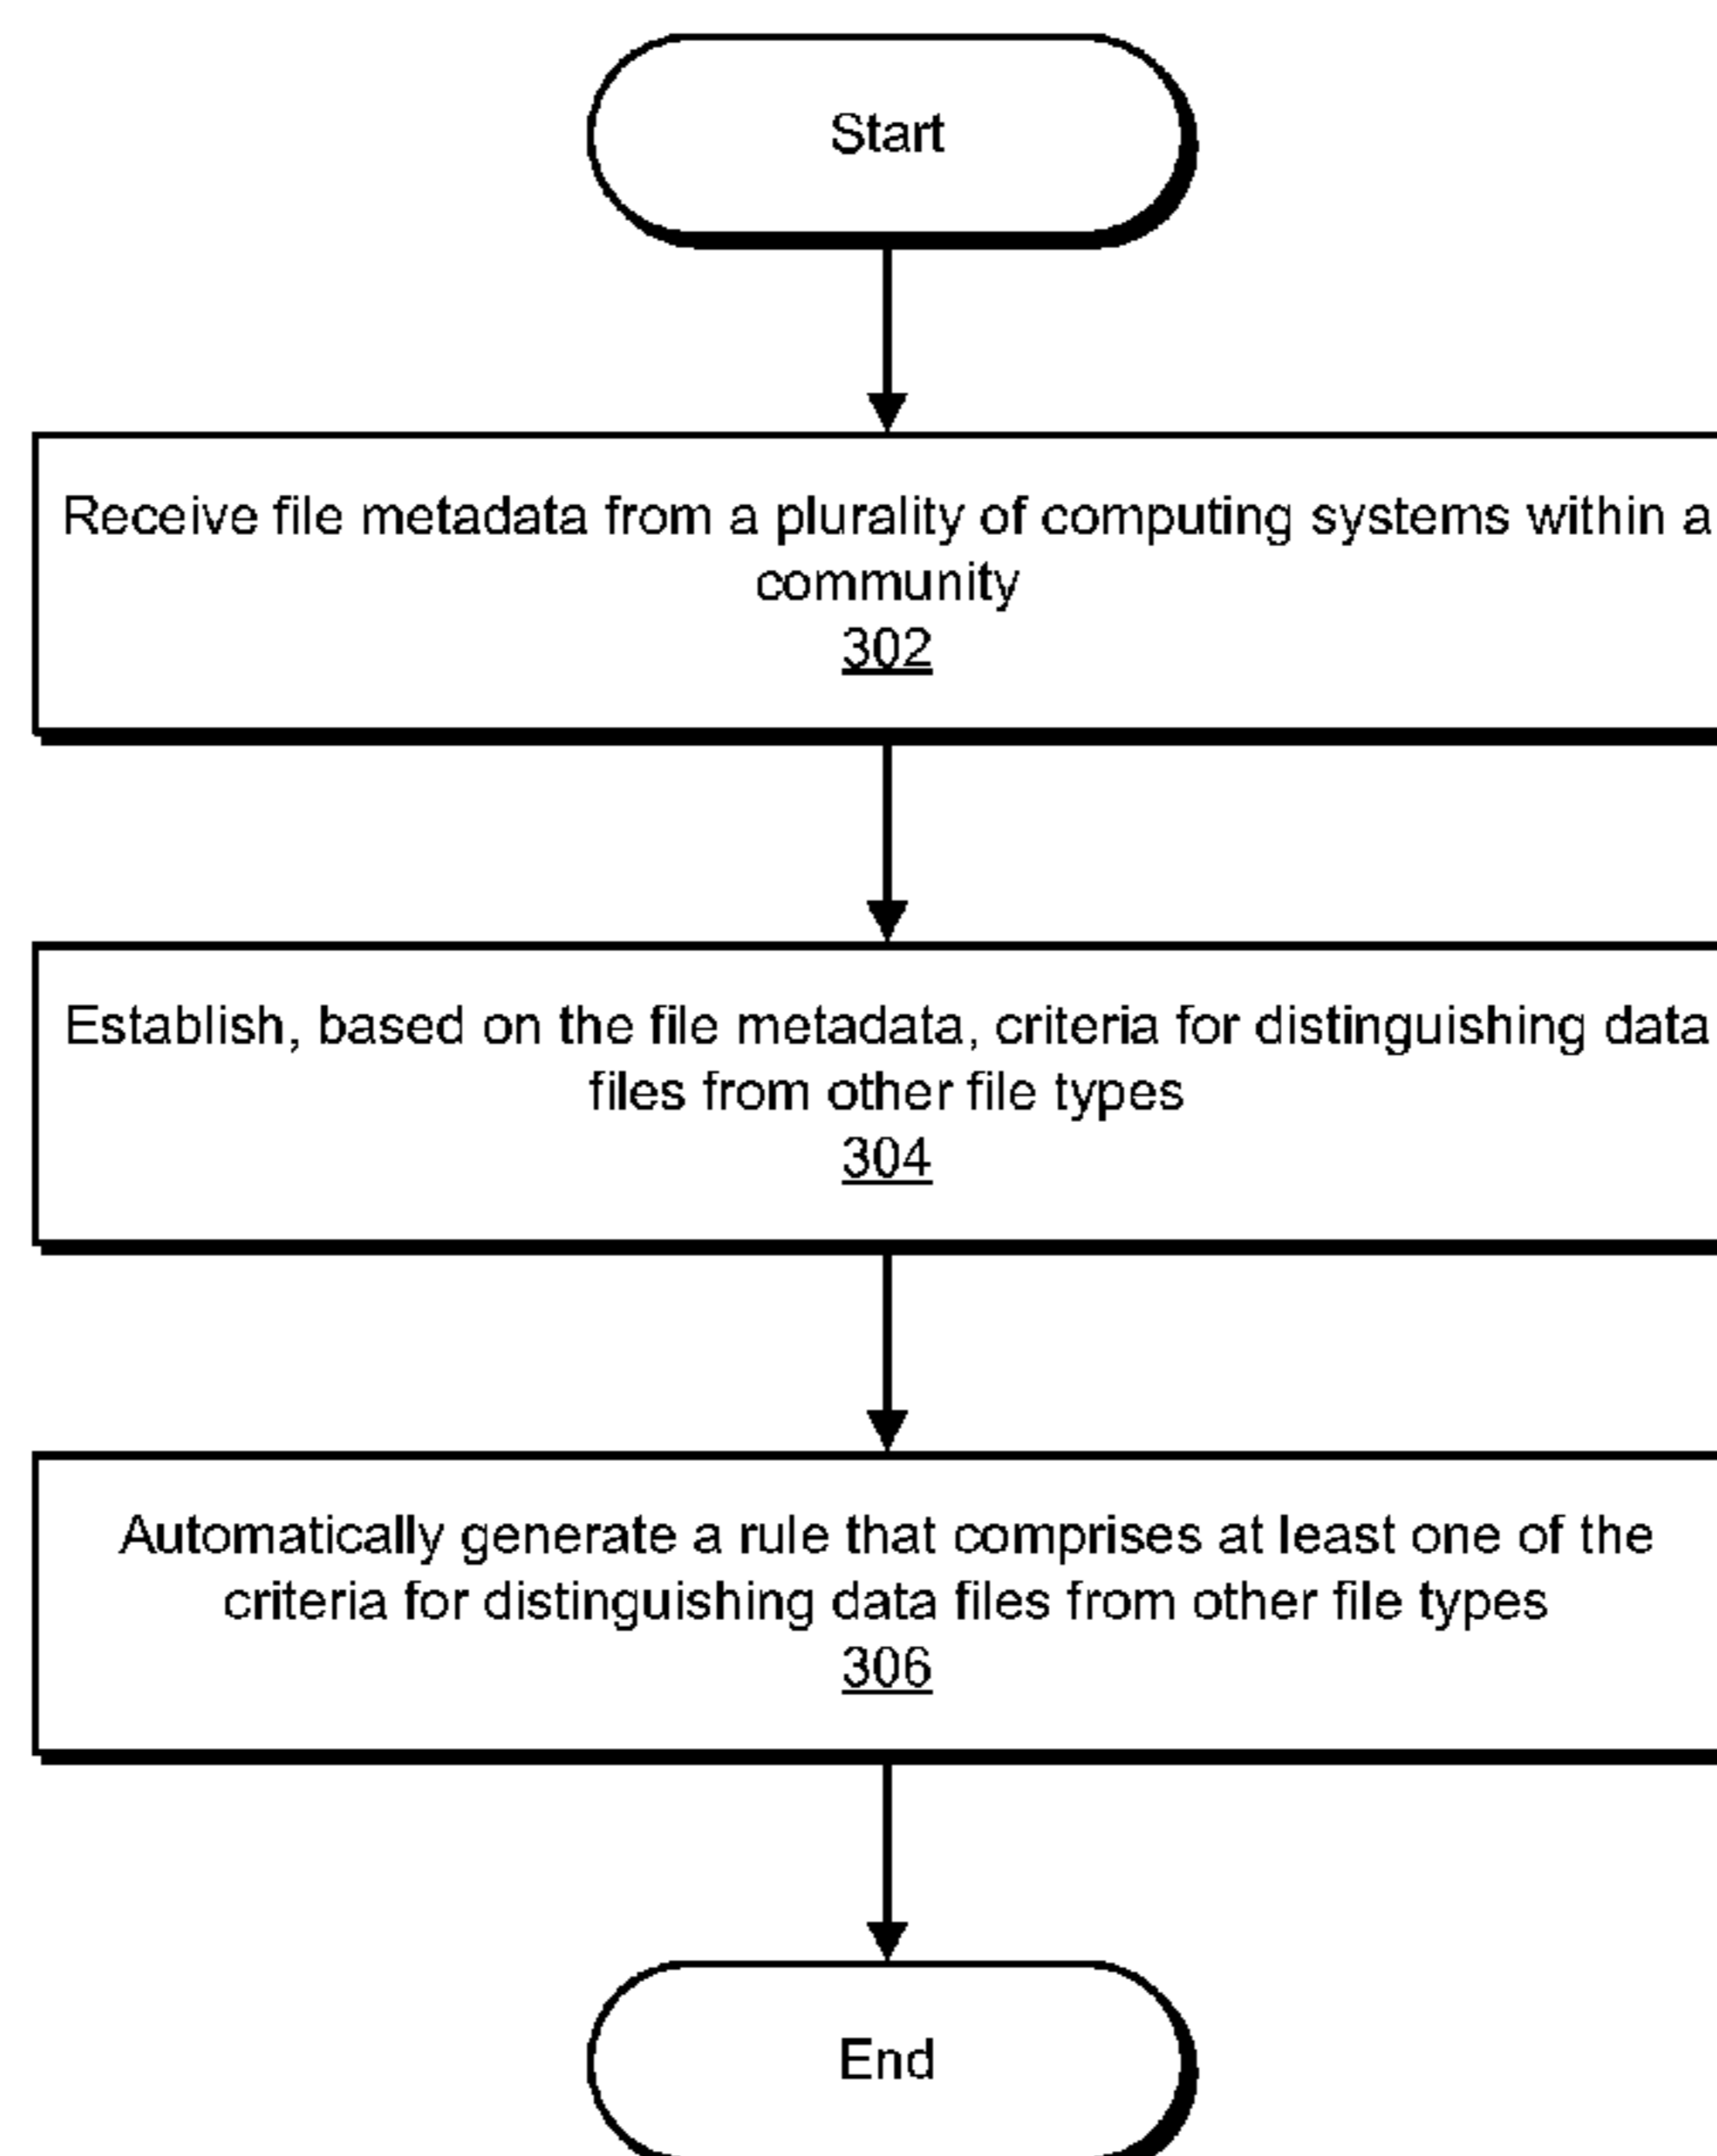 Start
Receive file metadata from a plurality of computing systems within a
community
302
Establish, based on the file metadata, criteria for distinguishing data
files from other file types
304
Automatically generate a rule that comprises at least one of the
criteria for distinguishing data files from other file types
306
End